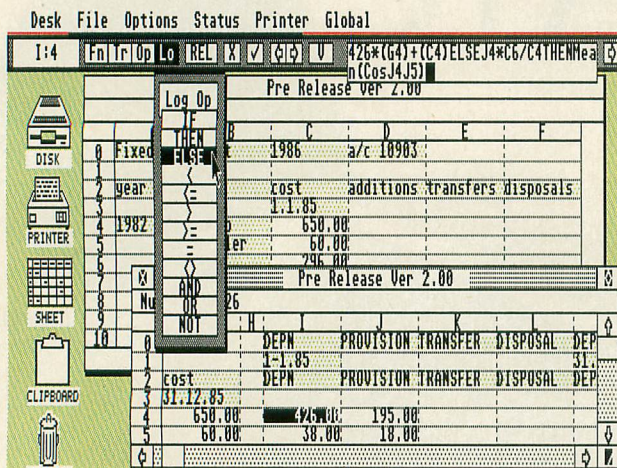 Desk File Options Status Printer Global
I:4 Fn Tr Op Lo REL X √ V 426*(G4)+(C4)ELSEJ4*C6/C4THENMea
n(CosJ4J5)
Pre Release Ver 2.00
Log Op
IF
THEN
ELSE
<
<=
>
>=
=
<>
AND
OR
NOT
B C D E F
0 Fixed 1986 a/c 10903
1
2 year cost additions transfers disposals
3 1.1.85
4 1982 650.00
5 60.00
6 296.00
7
8
9
10
DISK
PRINTER
SHEET
CLIPBOARD
Pre Release Ver 2.00
Nu 26
H I J K L
0 DEPN PROVISION TRANSFER DISPOSAL DEP
1 1-1.85 31.
2 cost DEPN PROVISION TRANSFER DISPOSAL DEP
3 31.12.85
4 650.00 426.00 195.00
5 60.00 38.00 18.00